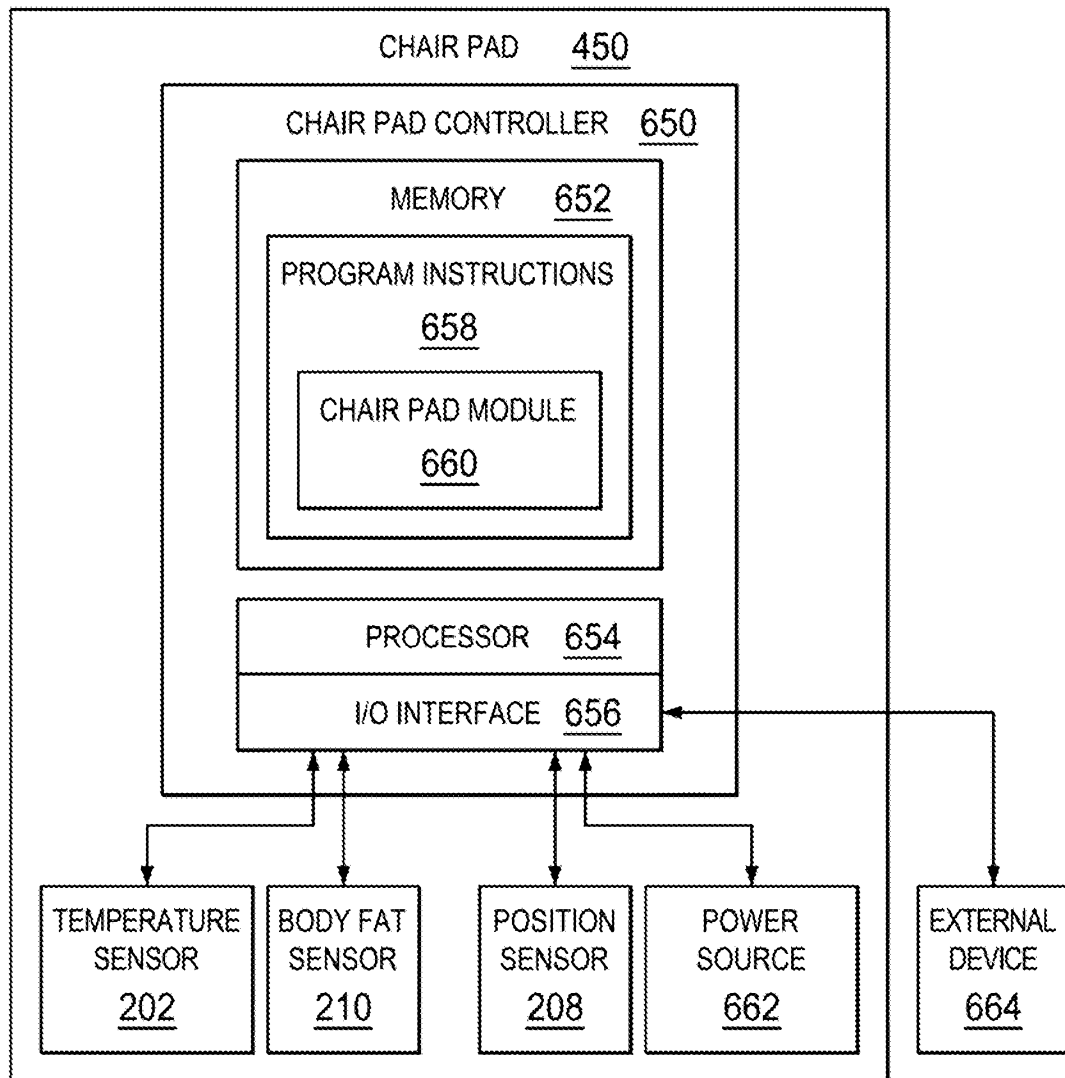 CHAIR PAD 450
CHAIR PAD CONTROLLER 650
MEMORY 652
PROGRAM INSTRUCTIONS
658
CHAIR PAD MODULE
660
PROCESSOR 654
I/O INTERFACE 656
TEMPERATURE
SENSOR
202
BODY FAT
SENSOR
210
POSITION
SENSOR
208
POWER
SOURCE
662
EXTERNAL
DEVICE
664